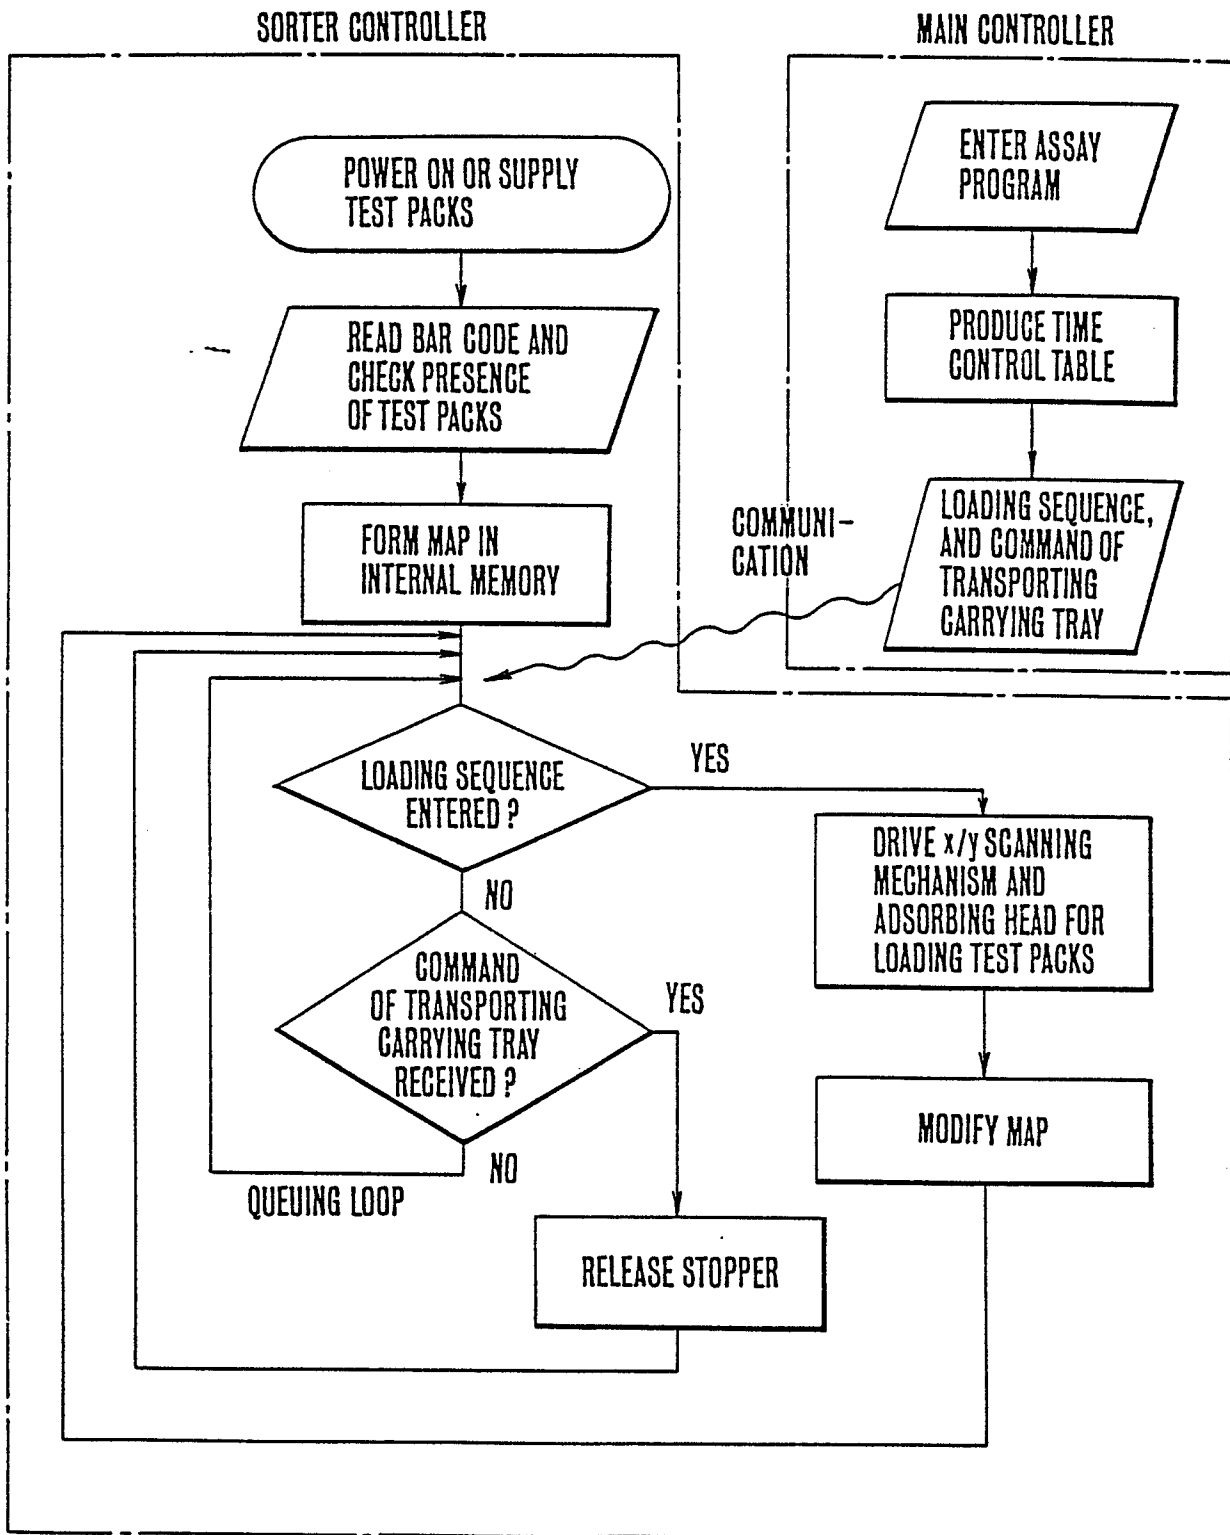 SORTER CONTROLLER
POWER ON OR SUPPLY
TEST PACKS
READ BAR CODE AND
CHECK PRESENCE
OF TEST PACKS
FORM MAP IN
INTERNAL MEMORY
MAIN CONTROLLER
ENTER ASSAY
PROGRAM
PRODUCE TIME
CONTROL TABLE
LOADING SEQUENCE,
AND COMMAND OF
TRANSPORTING
CARRYING TRAY
COMMUNI-
CATION
LOADING SEQUENCE
ENTERED ?
YES
NO
DRIVE x/y SCANNING
MECHANISM AND
ADSORBING HEAD FOR
LOADING TEST PACKS
COMMAND
OF TRANSPORTING
CARRYING TRAY
RECEIVED ?
YES
NO
MODIFY MAP
QUEUING LOOP
RELEASE STOPPER